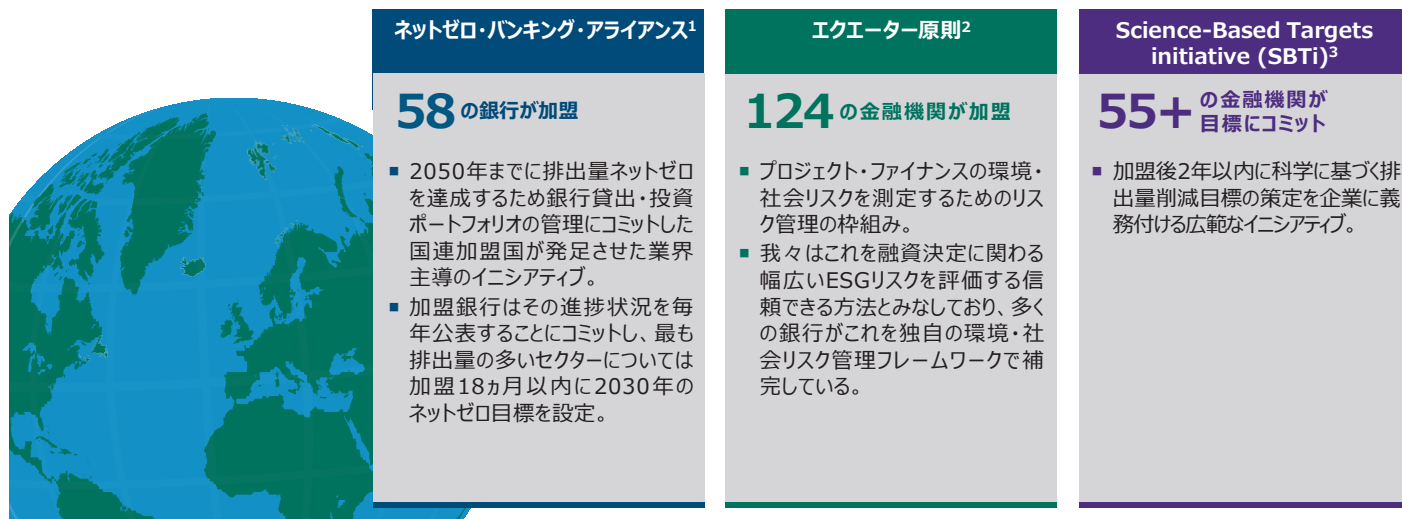 ネットゼロ・バンキング・アライアンス1
58の銀行が加盟
▪ 2050年までに排出量ネットゼロ
を達成するため銀行貸出・投資
ポートフォリオの管理にコミットした
国連加盟国が発足させた業界
主導のイニシアティブ。
▪ 加盟銀行はその進捗状況を毎
年公表することにコミットし、最も
排出量の多いセクターについては
加盟18ヵ月以内に2030年の
ネットゼロ目標を設定。
エクエーター原則2
124の金融機関が加盟
▪ プロジェクト・ファイナンスの環境・
社会リスクを測定するためのリス
ク管理の枠組み。
▪ 我々はこれを融資決定に関わる
幅広いESGリスクを評価する信
頼できる方法とみなしており、多く
の銀行がこれを独自の環境・社
会リスク管理フレームワークで補
完している。
Science-Based Targets
initiative (SBTi)3
55+ の金融機関が
目標にコミット
▪ 加盟後2年以内に科学に基づく排
出量削減目標の策定を企業に義
務付ける広範なイニシアティブ。